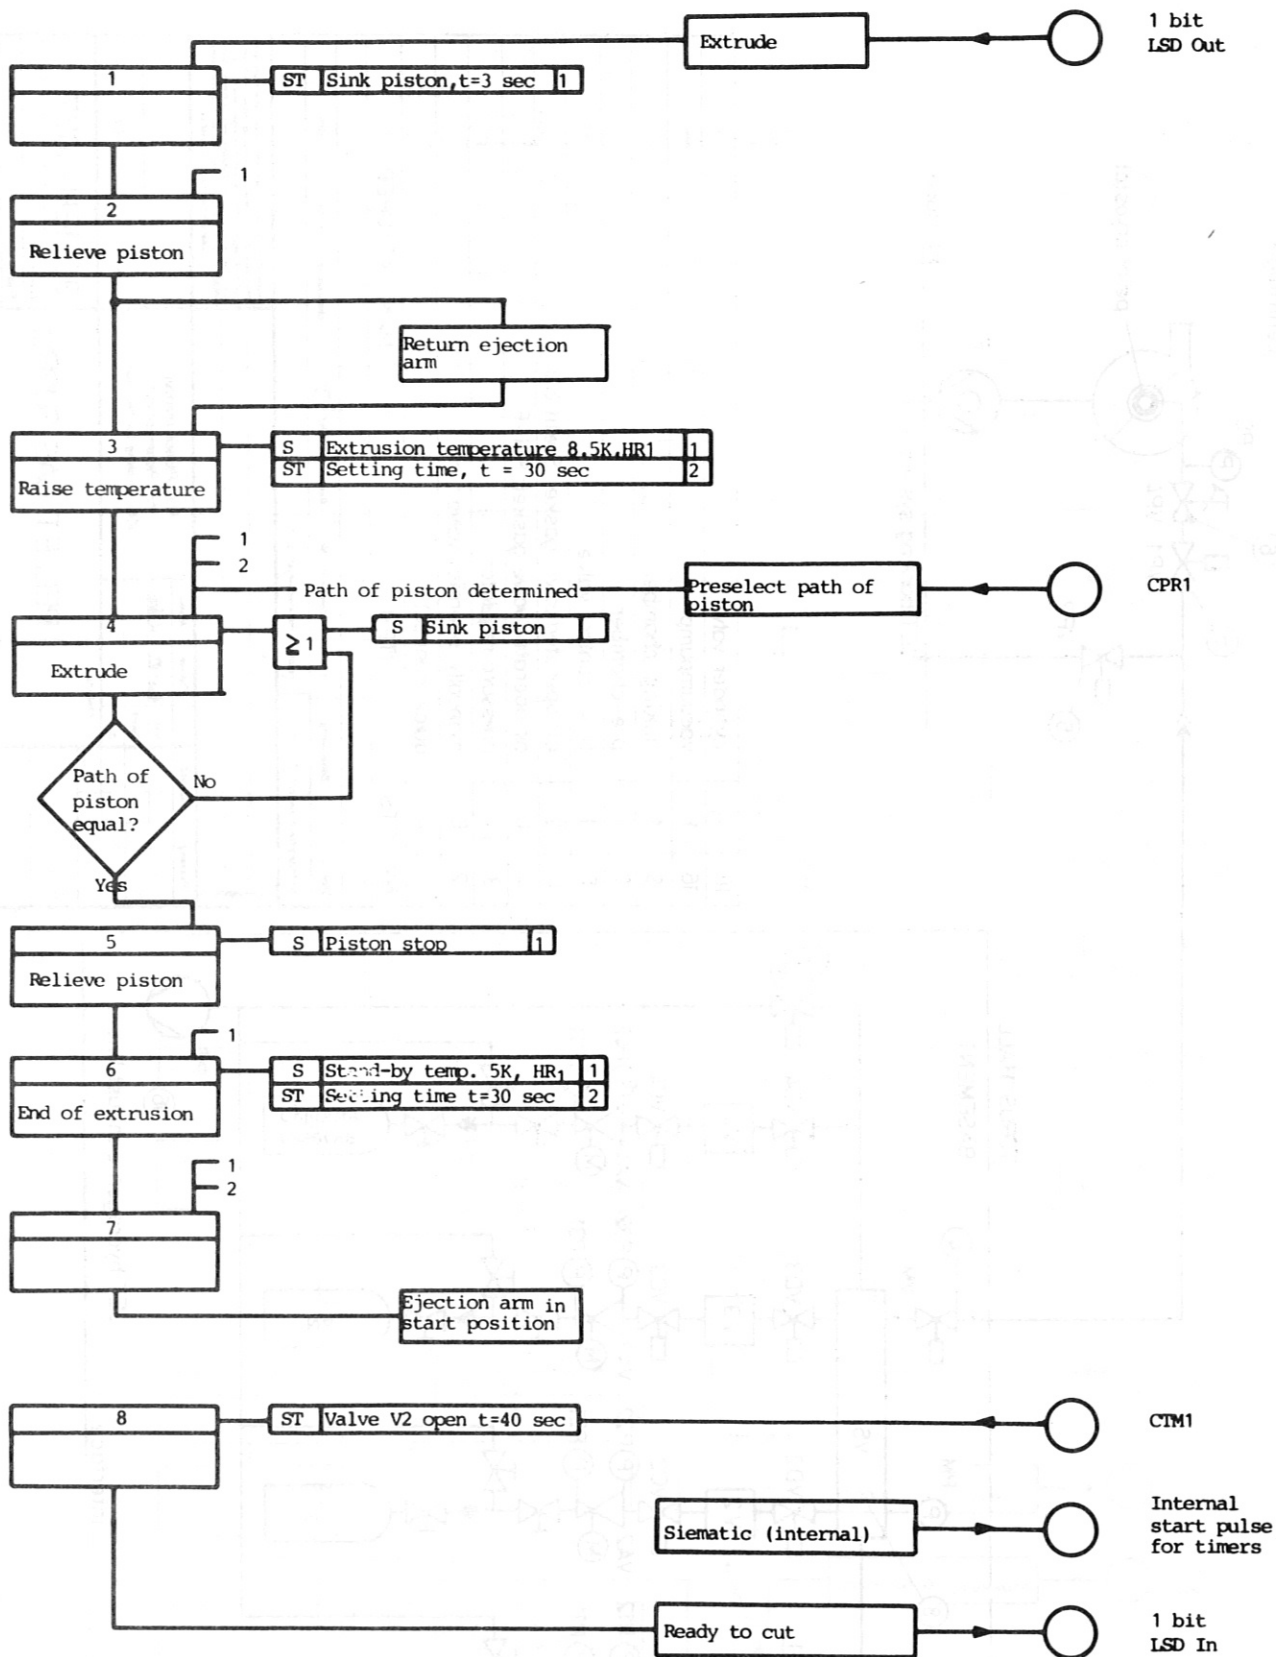 Extrude
1 bit
LSD Out
1
ST Sink piston,t=3 sec 1
1
2
Relieve piston
Return ejection
arm
3
S Extrusion temperature 8.5K,HR1 1
ST Setting time, t = 30 sec 2
Raise temperature
1
2
Path of piston determined
Preselect path of
piston
CPR1
4
≧1
S Sink piston
Extrude
Path of
piston
equal?
No
Yes
5
S Piston stop 1
Relieve piston
1
6
S Stand-by temp. 5K, HR1 1
ST Setting time t=30 sec 2
End of extrusion
1
2
7
Ejection arm in
start position
8
ST Valve V2 open t=40 sec
CTM1
Siematic (internal)
Internal
start pulse
for timers
Ready to cut
1 bit
LSD In